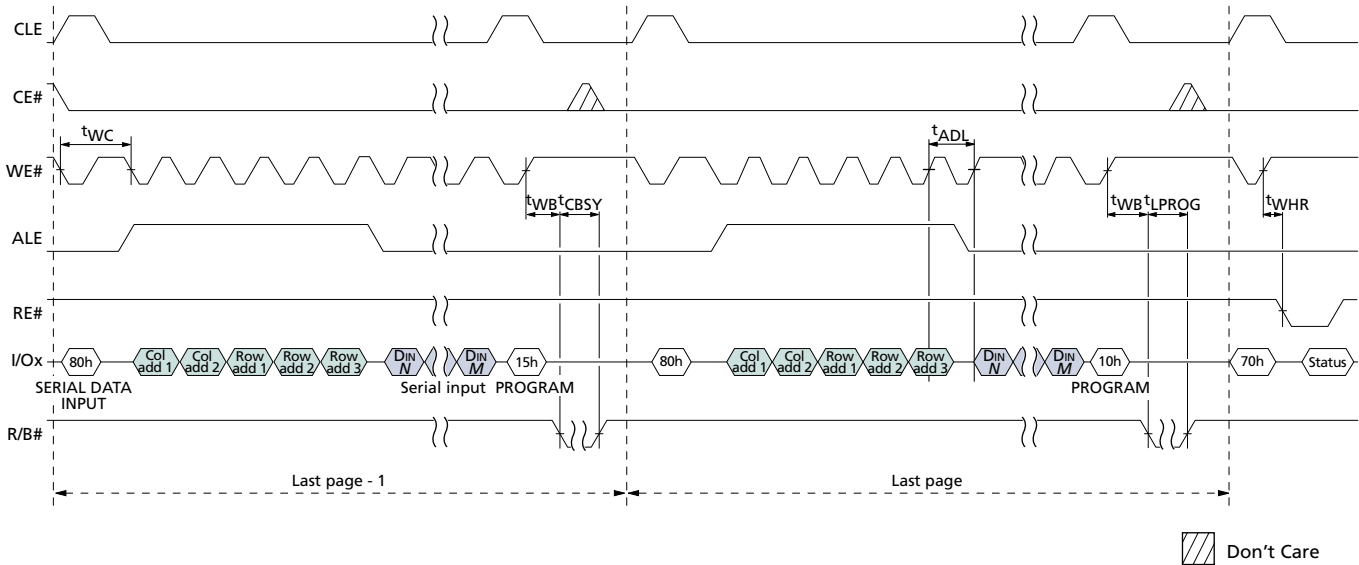 CLE
CE#
tWC
tADL
WE#
tWB tCBSY
tWB tLPROG
tWHR
ALE
RE#
I/Ox
80h
Col add 1
Col add 2
Row add 1
Row add 2
Row add 3
DIN N
DIN M
15h
80h
Col add 1
Col add 2
Row add 1
Row add 2
Row add 3
DIN N
DIN M
10h
70h
Status
SERIAL DATA INPUT
Serial input
PROGRAM
PROGRAM
R/B#
Last page - 1
Last page
Don't Care